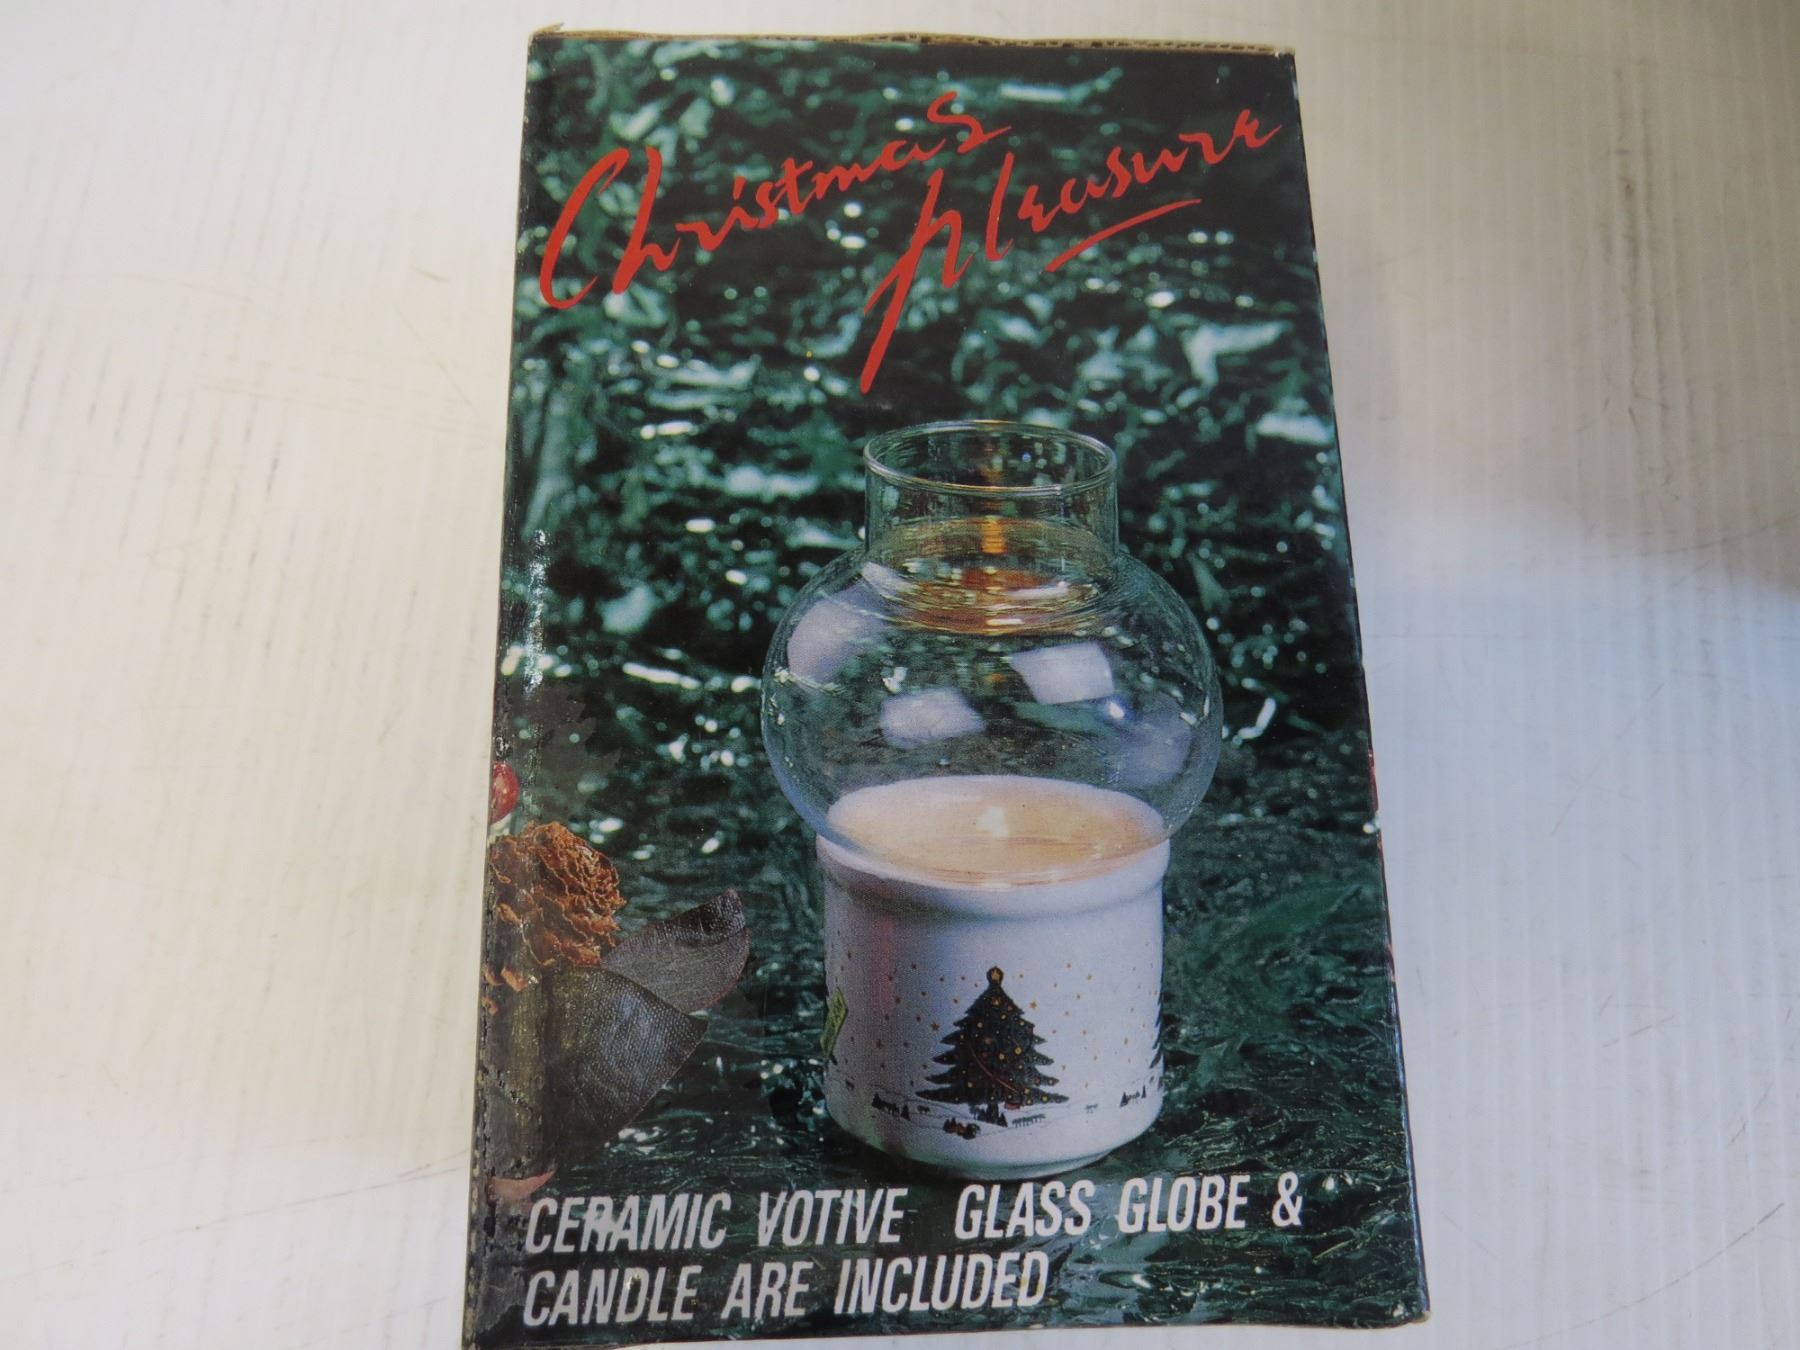 Christmas
pleasure
CERAMIC VOTIVE GLASS GLOBE &
CANDLE ARE INCLUDED